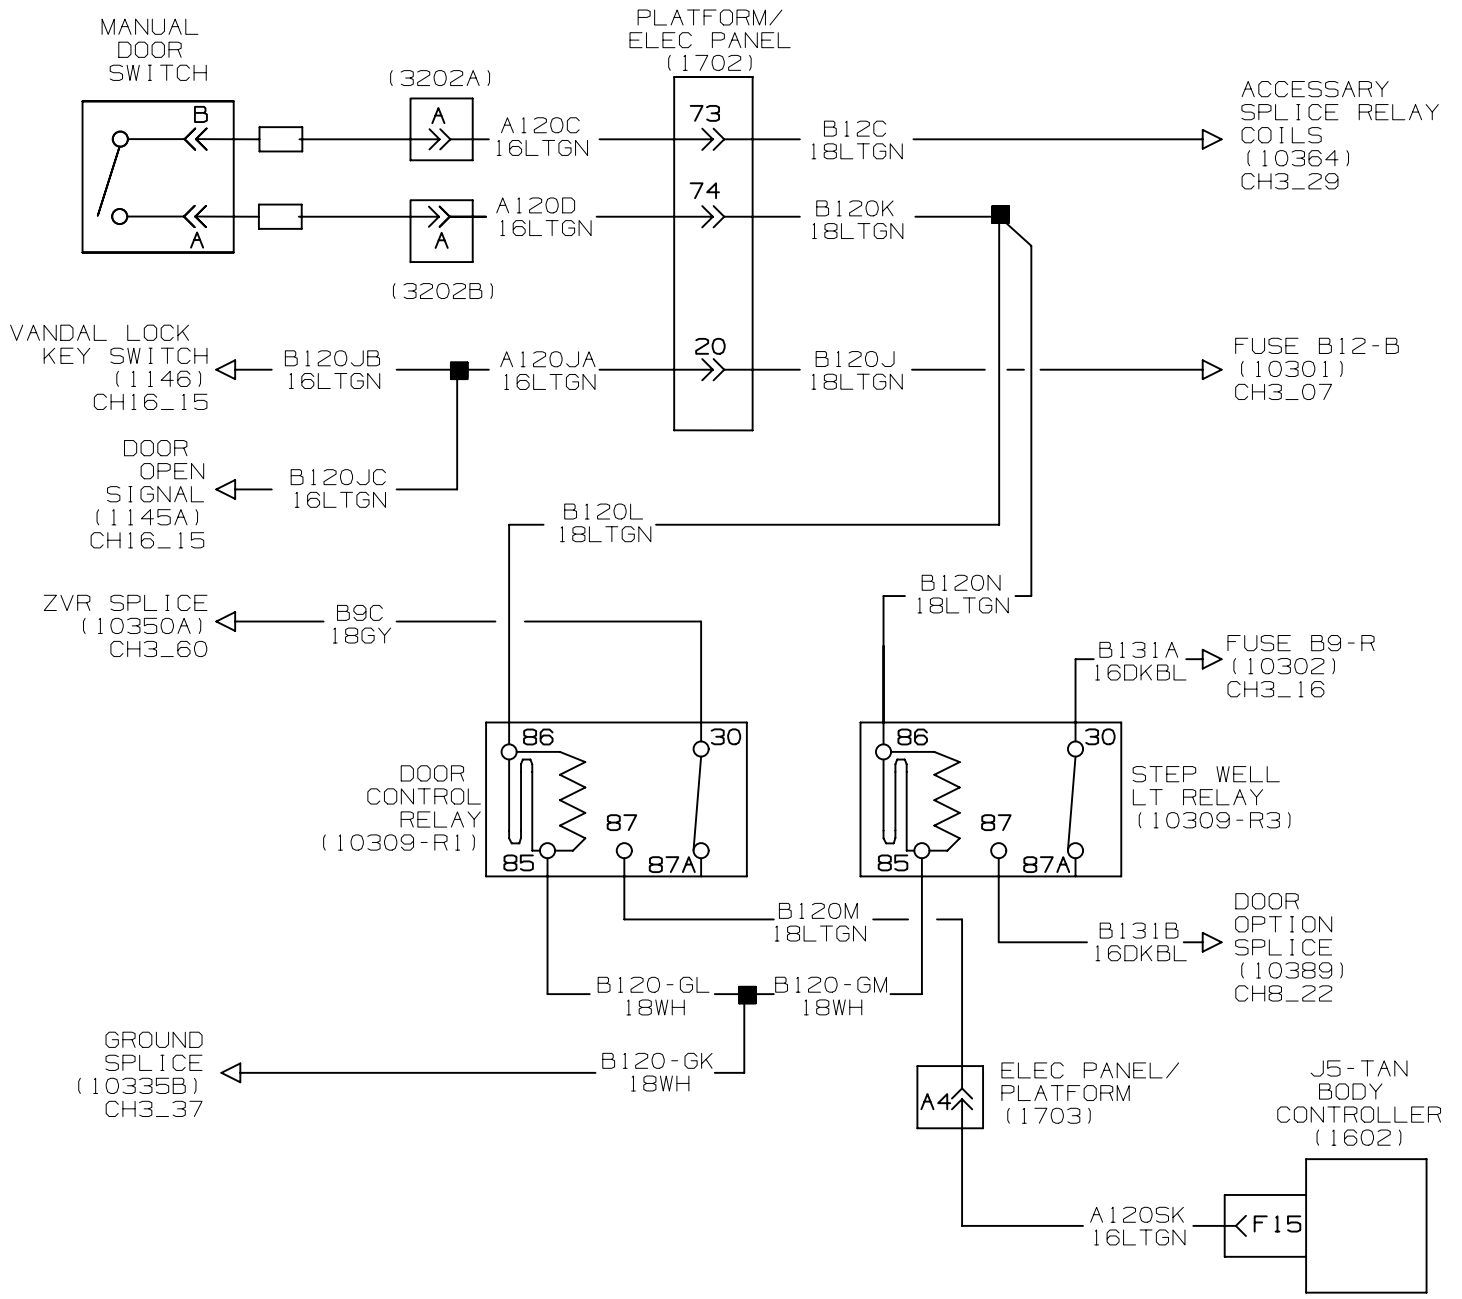 MANUAL
DOOR
SWITCH
B
A
(3202A)
A
A120C
16LTGN
PLATFORM/
ELEC PANEL
(1702)
73
B12C
18LTGN
ACCESSARY
SPLICE RELAY
COILS
(10364)
CH3_29
A
(3202B)
A120D
16LTGN
74
B120K
18LTGN
VANDAL LOCK
KEY SWITCH
(1146)
CH16_15
B120JB
16LTGN
A120JA
16LTGN
20
B120J
18LTGN
FUSE B12-B
(10301)
CH3_07
DOOR
OPEN
SIGNAL
(1145A)
CH16_15
B120JC
16LTGN
B120L
18LTGN
B120N
18LTGN
ZVR SPLICE
(10350A)
CH3_60
B9C
18GY
B131A
16DKBL
FUSE B9-R
(10302)
CH3_16
DOOR
CONTROL
RELAY
(10309-R1)
86
30
87
85
87A
86
30
87
85
87A
STEP WELL
LT RELAY
(10309-R3)
B120M
18LTGN
B131B
16DKBL
DOOR
OPTION
SPLICE
(10389)
CH8_22
B120-GL
18WH
B120-GM
18WH
GROUND
SPLICE
(10335B)
CH3_37
B120-GK
18WH
A4
ELEC PANEL/
PLATFORM
(1703)
J5-TAN
BODY
CONTROLLER
(1602)
A120SK
16LTGN
F15